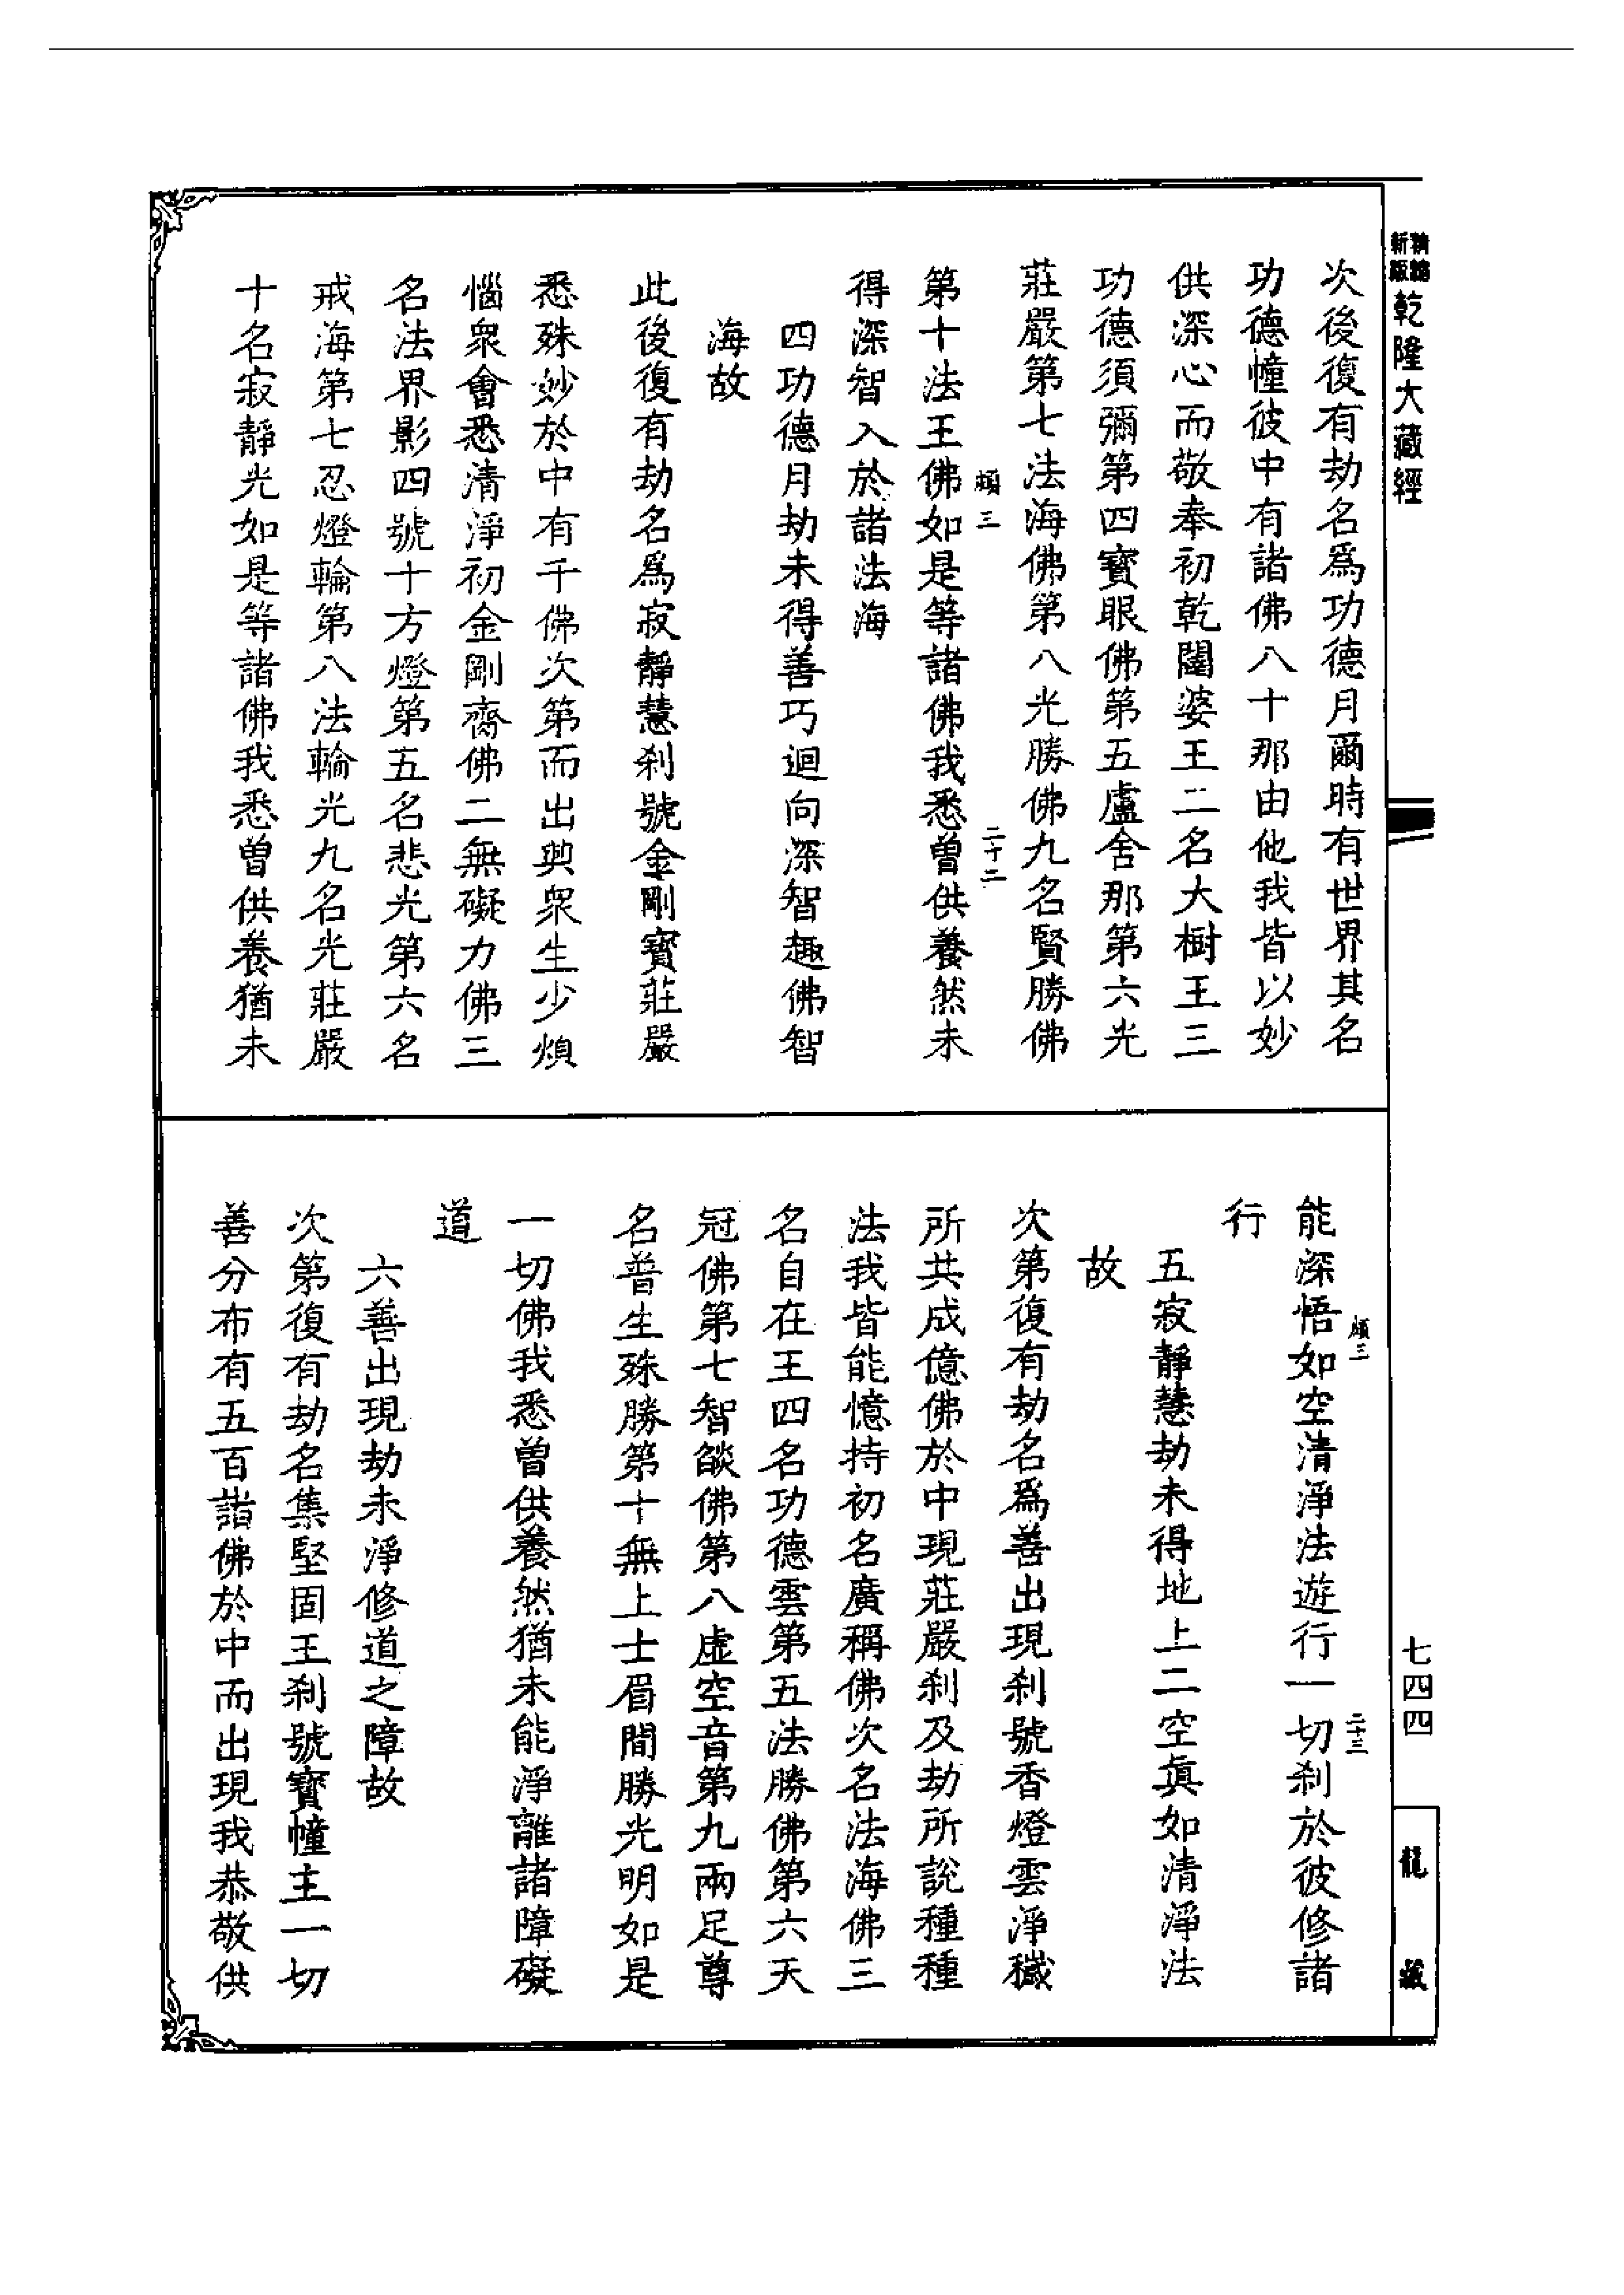 新版 精縮 乾隆大藏經
次後復有劫名爲功德月爾時有世界其名
功德幢彼中有諸佛八十那由他我皆以妙
供深心而敬奉初乾闥婆王二名大樹王三
功德須彌第四寶眼佛第五盧舍那第六光
莊嚴第七法海佛第八光勝佛九名賢勝佛
三 二十二
第十法王佛如是等諸佛我悉曾供養然未
得深智入於諸法海
四功德月劫未得善巧迴向深智趣佛智
海故
此後復有劫名爲寂靜慧刹號金剛寶莊嚴
悉殊妙於中有千佛次第而出興衆生少煩
惱衆會悉清淨初金剛齋佛二無礙力佛三
名法界影四號十方燈第五名悲光第六名
戒海第七忍燈輪第八法輪光九名光莊嚴
十名寂靜光如是等諸佛我悉曾供養猶未
七四四
龍藏
三 二十三
能深悟如空清淨法遊行一切刹於彼修諸
行
五寂靜慧劫未得地上二空眞如清淨法
故
次第復有劫名爲善出現刹號香燈雲淨穢
所共成億佛於中現莊嚴刹及劫所說種種
法我皆能憶持初名廣稱佛次名法海佛三
名自在王四名功德雲第五法勝佛第六天
冠佛第七智燄佛第八虛空音第九兩足尊
名普生殊勝第十無上士眉間勝光明如是
一切佛我悉曾供養然猶未能淨離諸障礙
道
六善出現劫未淨修道之障故
次第復有劫名集堅固王刹號寶幢主一切
善分布有五百諸佛於中而出現我恭敬供